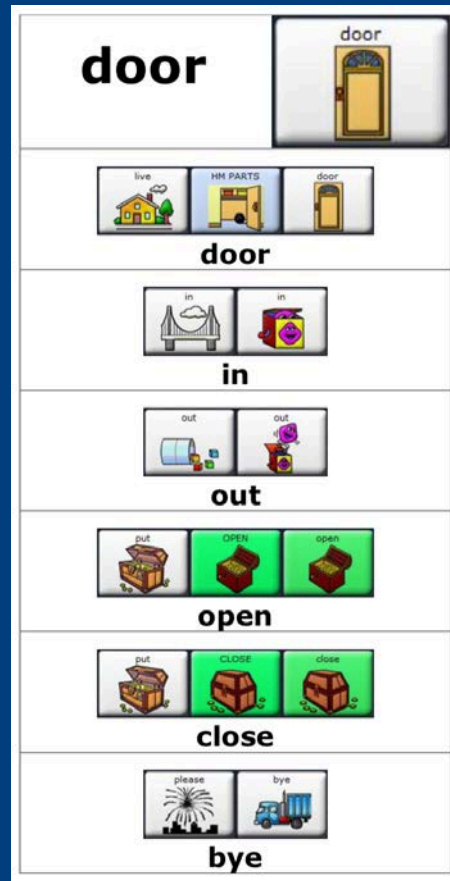 door
door
live HM PARTS door
door
in in
in
out out
out
put OPEN open
open
put CLOSE close
close
please bye
bye